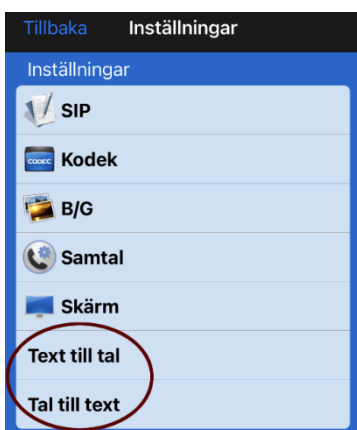 Tillbaka Inställningar
Inställningar
SIP
CODEC Kodek
B/G
Samtal
Skärm
Text till tal
Tal till text